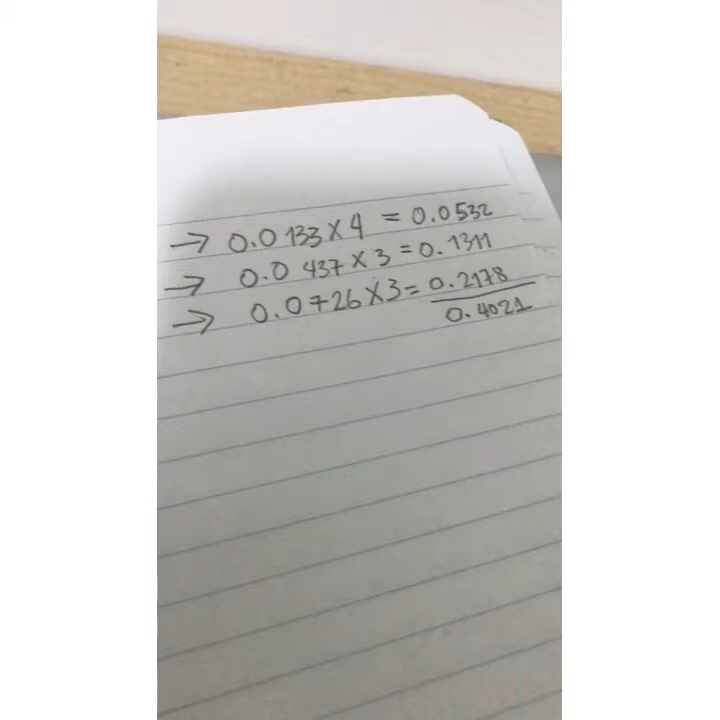 → 0.0133 x 4 = 0.0532
→ 0.0437 x 3 = 0.1311
→ 0.0726 x 3 = 0.2178
0.4021